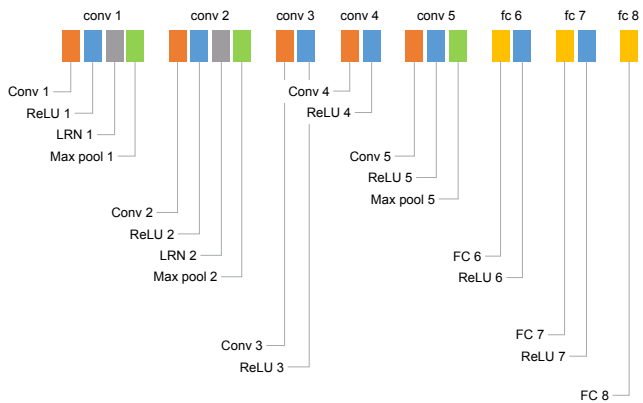 conv 1 conv 2 conv 3 conv 4 conv 5 fc 6 fc 7 fc 8
Conv 1
ReLU 1
LRN 1
Max pool 1
Conv 2
ReLU 2
LRN 2
Max pool 2
Conv 3
ReLU 3
Conv 4
ReLU 4
Conv 5
ReLU 5
Max pool 5
FC 6
ReLU 6
FC 7
ReLU 7
FC 8